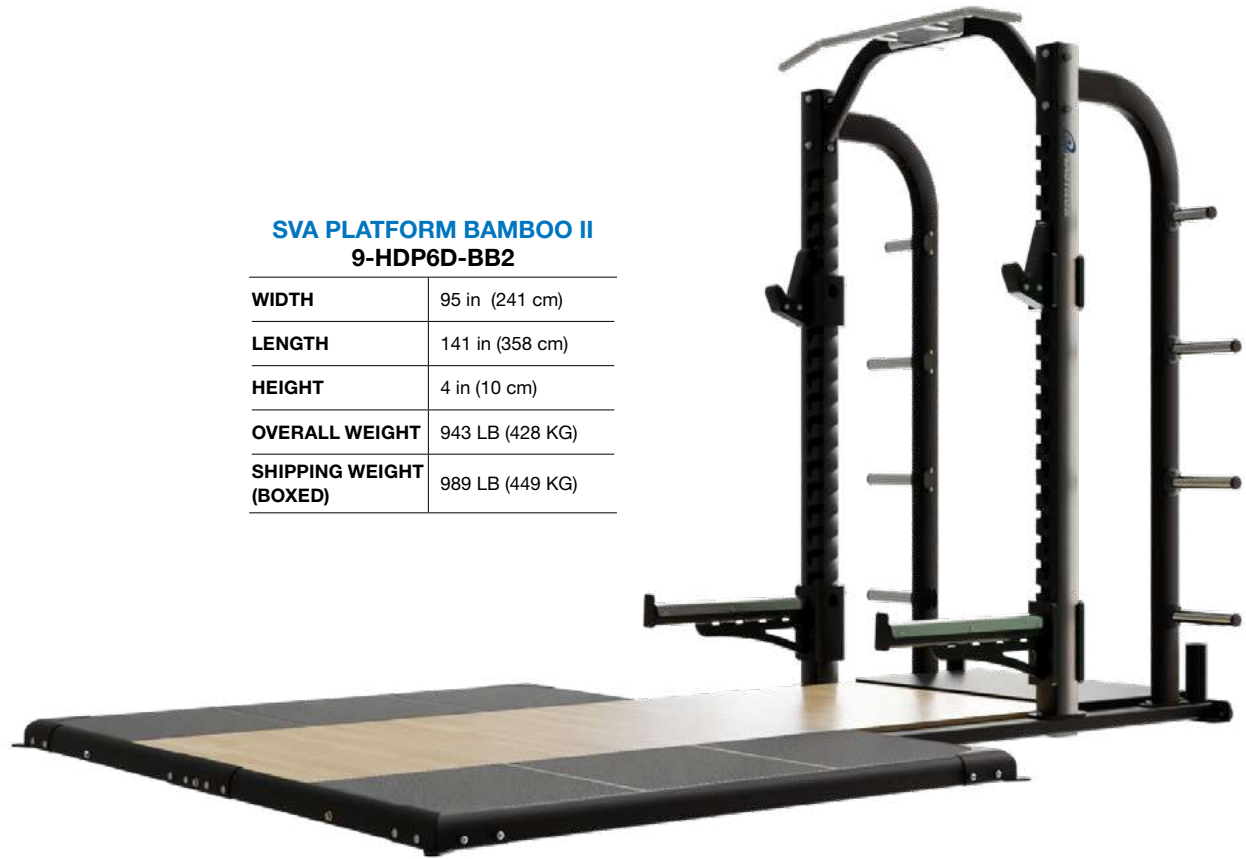 SVA PLATFORM BAMBOO II
9-HDP6D-BB2
WIDTH 95 in (241 cm)
LENGTH 141 in (358 cm)
HEIGHT 4 in (10 cm)
OVERALL WEIGHT 943 LB (428 KG)
SHIPPING WEIGHT
(BOXED) 989 LB (449 KG)